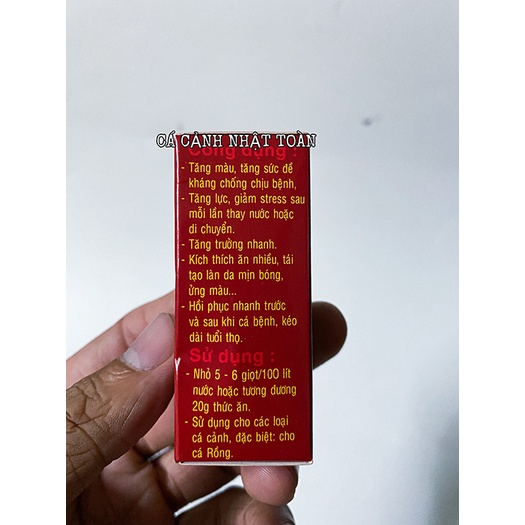 CÁ CẢNH NHẬT TOÀN
Công dụng :
- Tăng màu, tăng sức đề
kháng chống chịu bệnh,
- Tăng lực, giảm stress sau
mỗi lần thay nước hoặc
di chuyển.
- Tăng trưởng nhanh.
- Kích thích ăn nhiều, tái
tạo làn da mịn bóng,
ửng màu...
- Hồi phục nhanh trước
và sau khi cá bệnh, kéo
dài tuổi thọ.
Sử dụng :
- Nhỏ 5 - 6 giọt/100 lít
nước hoặc tương đương
20g thức ăn.
- Sử dụng cho các loại
cá cảnh, đặc biệt: cho
cá Rồng.